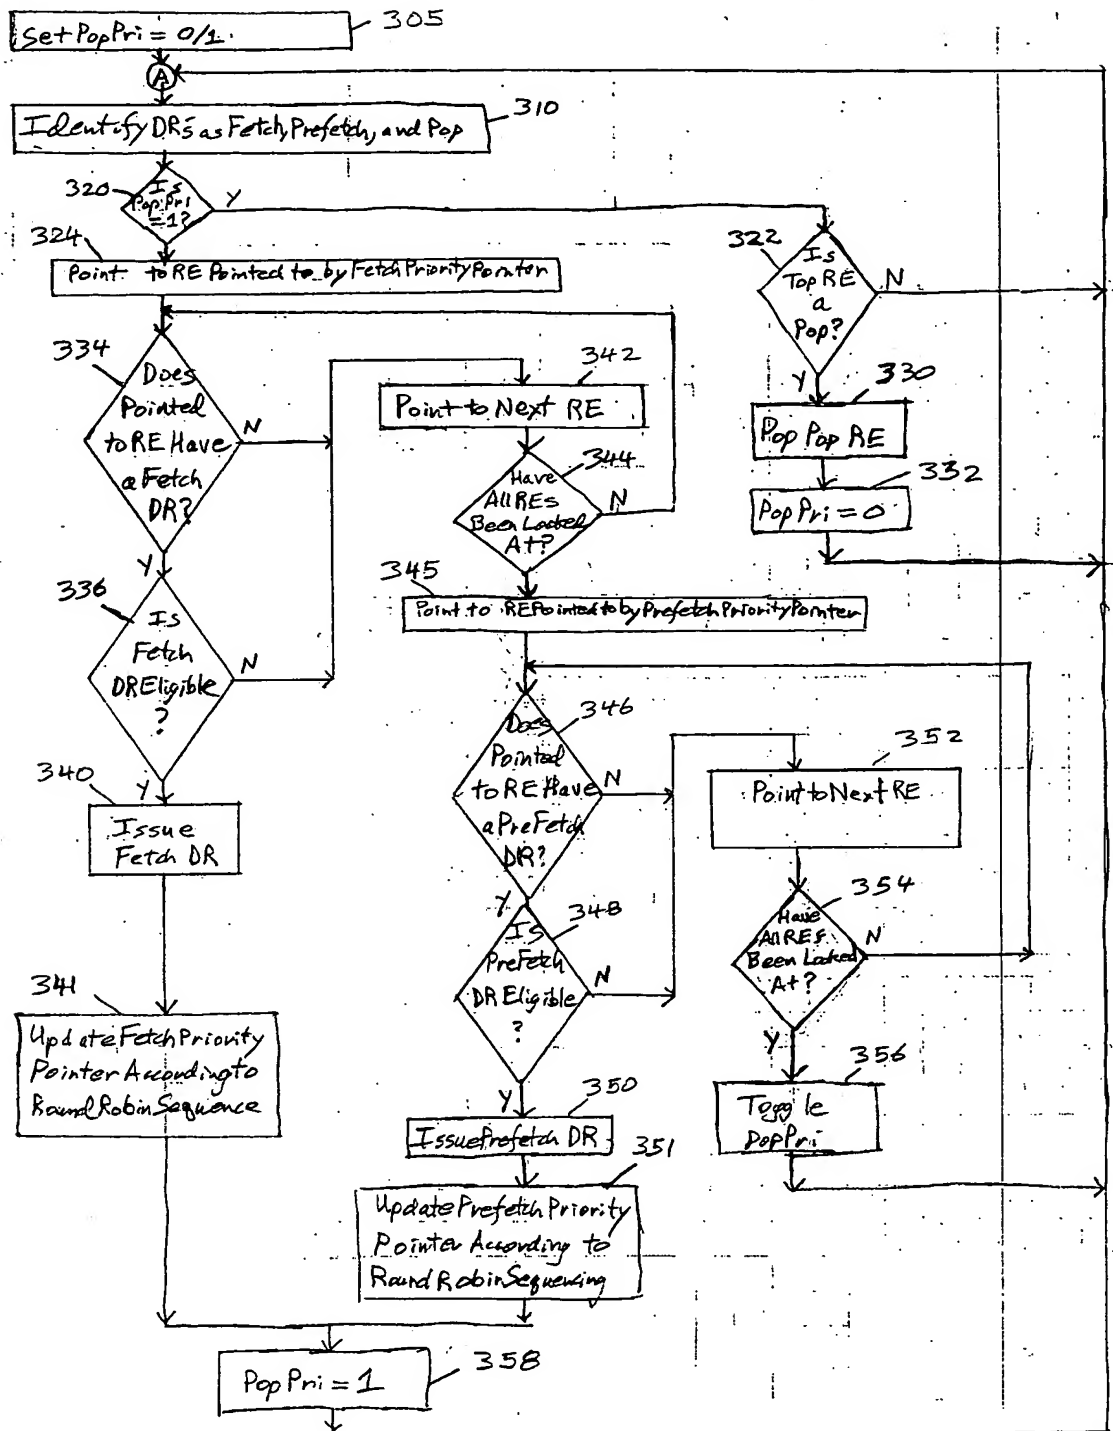 305
Set PopPri = 0/1.
A
310
Identify DRs as Fetch, Prefetch, and Pop
320
Is
PopPri
=1?
Y
324
Point to RE Pointed to by FetchPriorityPointer
322
Is
Top RE
a
Pop?
N
Y
330
Pop Pop RE
332
PopPri = 0
334
Does
Pointed
to RE Have
a Fetch
DR?
N
Y
342
Point to Next RE
344
Have
All REs
Been Looked
At?
N
345
Point to RE Pointed to by PrefetchPriorityPointer
336
Is
Fetch
DR Eligible
?
N
Y
340
Issue
Fetch DR
346
Does
Pointed
to RE Have
a PreFetch
DR?
N
Y
352
Point to Next RE
354
Have
All REs
Been Looked
At?
N
Y
348
Is
PreFetch
DR Eligible
?
N
Y
341
Update Fetch Priority
Pointer According to
Round Robin Sequence
356
Toggle
PopPri
350
Issue Prefetch DR
351
Update Prefetch Priority
Pointer According to
Round Robin Sequencing
358
PopPri = 1